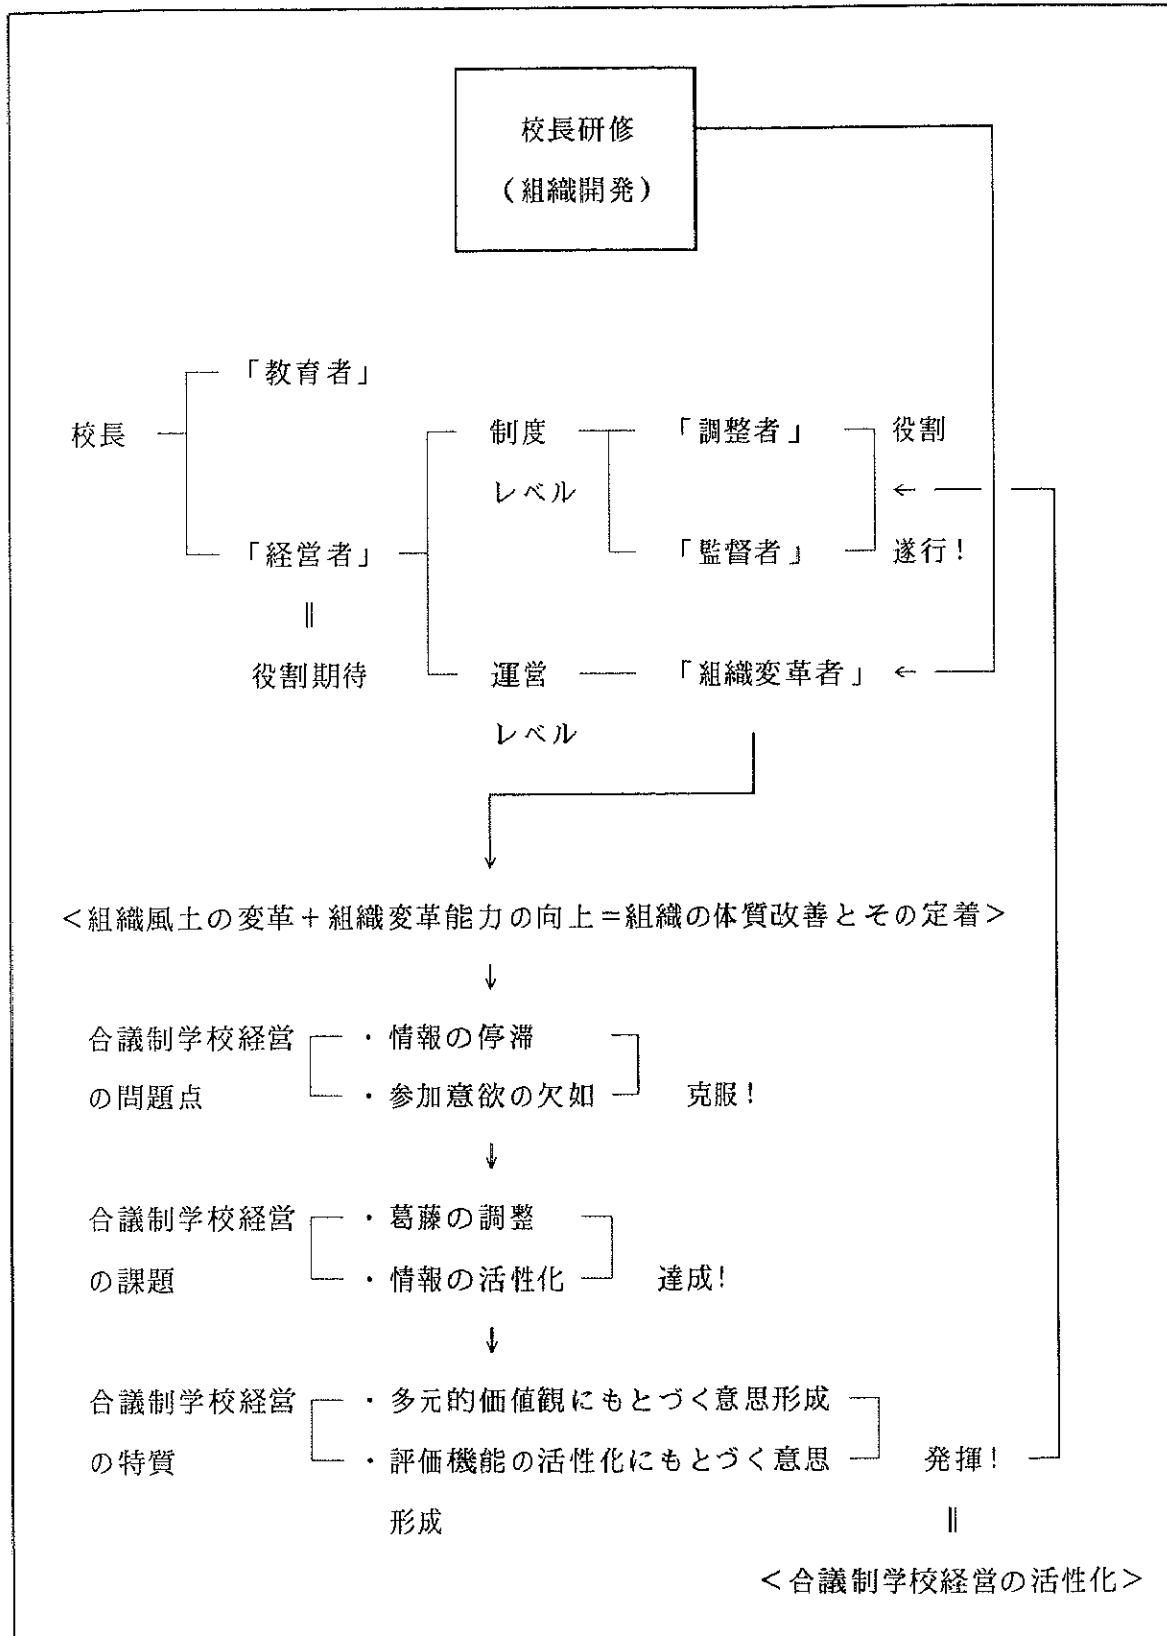 校長研修
(組織開発)
「教育者」
校長
制度 「調整者」 役割
レベル ←
「経営者」 「監督者」 遂行!
‖
役割期待 運営 「組織変革者」 ←
レベル
↓
<組織風土の変革+組織変革能力の向上=組織の体質改善とその定着>
↓
合議制学校経営 ・情報の停滞
の問題点 ・参加意欲の欠如 克服!
↓
合議制学校経営 ・葛藤の調整
の課題 ・情報の活性化 達成!
↓
合議制学校経営 ・多元的価値観にもとづく意思形成
の特質 ・評価機能の活性化にもとづく意思 発揮!
形成 ‖
<合議制学校経営の活性化>